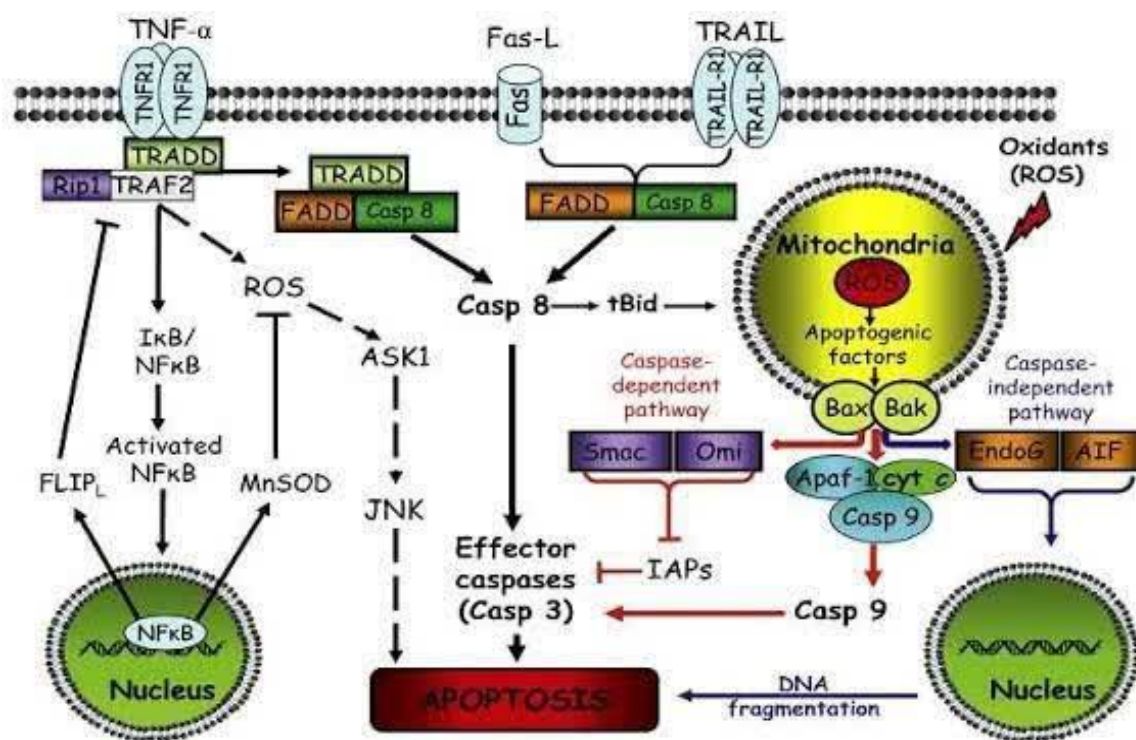 TNF-α
Fas-L
TRAIL
TNFR1
TNFR1
Fas
TRAIL-R1
TRAIL-R1
TRADD
Rip1
TRAF2
TRADD
FADD
Casp 8
FADD
Casp 8
Oxidants
(ROS)
Mitochondria
ROS
Apoptogenic
factors
Bax
Bak
ROS
Casp 8
tBid
IκB/
NFκB
ASK1
Caspase-
dependent
pathway
Caspase-
independent
pathway
Activated
NFκB
FLIPL
MnSOD
JNK
Smac
Omi
Apaf-1
cyt c
Casp 9
EndoG
AIF
Effector
caspases
(Casp 3)
IAPs
Casp 9
NFκB
Nucleus
APOPTOSIS
DNA
fragmentation
Nucleus